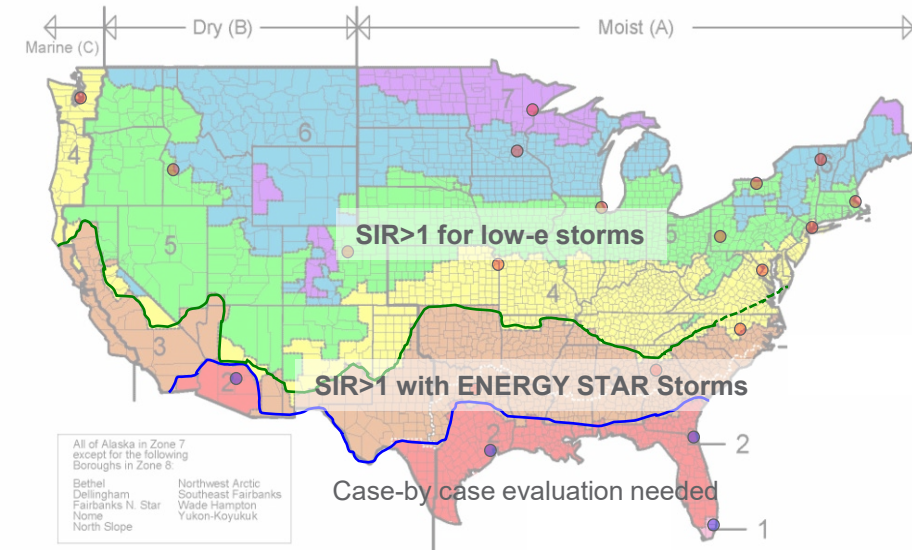 Dry (B)
Moist (A)
Marine (C)
7
6
6
4
5
5
SIR>1 for low-e storms
4
3
3
2
SIR>1 with ENERGY STAR Storms
2
2
All of Alaska in Zone 7
except for the following
Boroughs in Zone 8:
Bethel
Dellingham
Fairbanks N. Star
Nome
North Slope
Northwest Arctic
Southeast Fairbanks
Wade Hampton
Yukon-Koyukuk
Case-by case evaluation needed
1